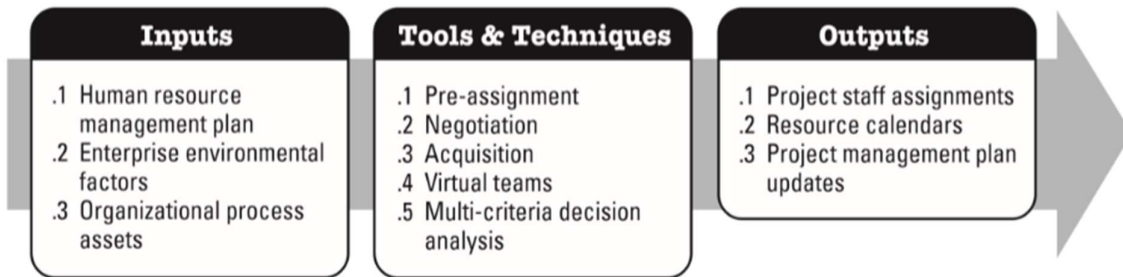 Inputs
.1 Human resource
management plan
.2 Enterprise environmental
factors
.3 Organizational process
assets
Tools & Techniques
.1 Pre-assignment
.2 Negotiation
.3 Acquisition
.4 Virtual teams
.5 Multi-criteria decision
analysis
Outputs
.1 Project staff assignments
.2 Resource calendars
.3 Project management plan
updates